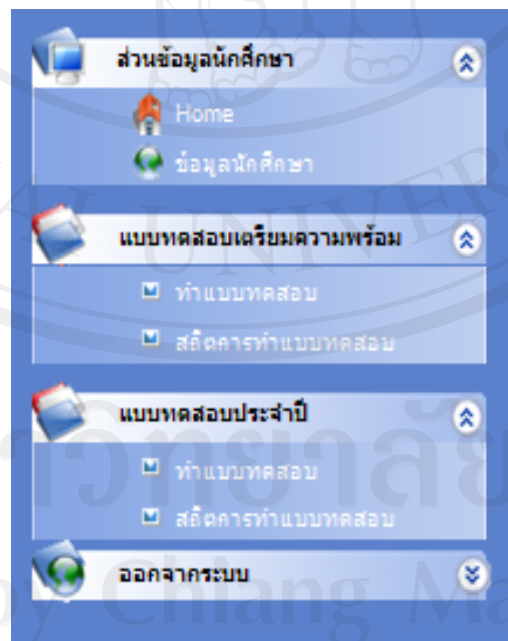 ส่วนข้อมูลนักศึกษา
Home
ข้อมูลนักศึกษา
แบบทดสอบเตรียมความพร้อม
ทำแบบทดสอบ
สถิตการทำแบบทดสอบ
แบบทดสอบประจำปี
ทำแบบทดสอบ
สถิตการทำแบบทดสอบ
ออกจากระบบ
by Chiang Ma